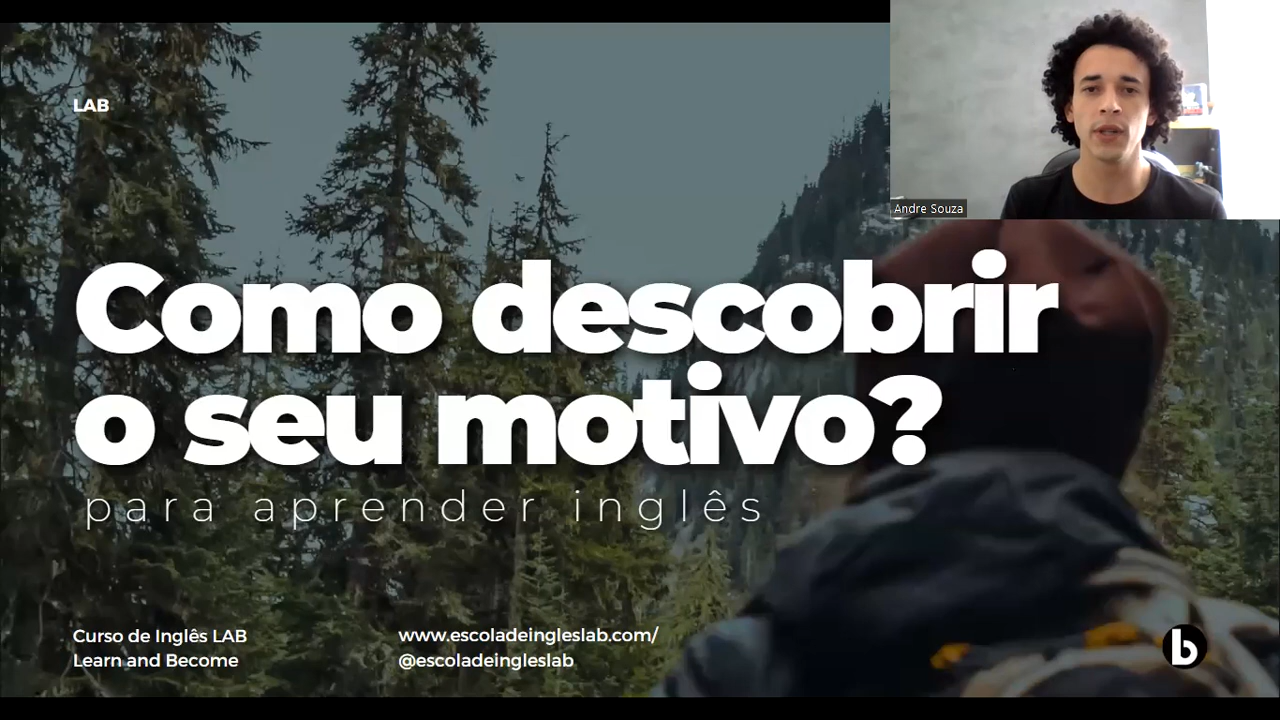 LAB
Andre Souza
Como descobrir
o seu motivo?
para aprender inglês
Curso de Inglês LAB
Learn and Become
www.escoladeingleslab.com/
@escoladeingleslab
b